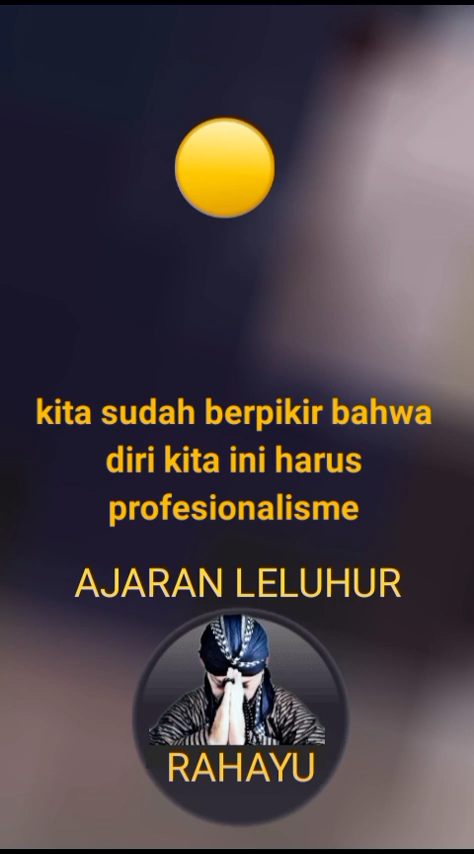 kita sudah berpikir bahwa
diri kita ini harus
profesionalisme
AJARAN LELUHUR
RAHAYU